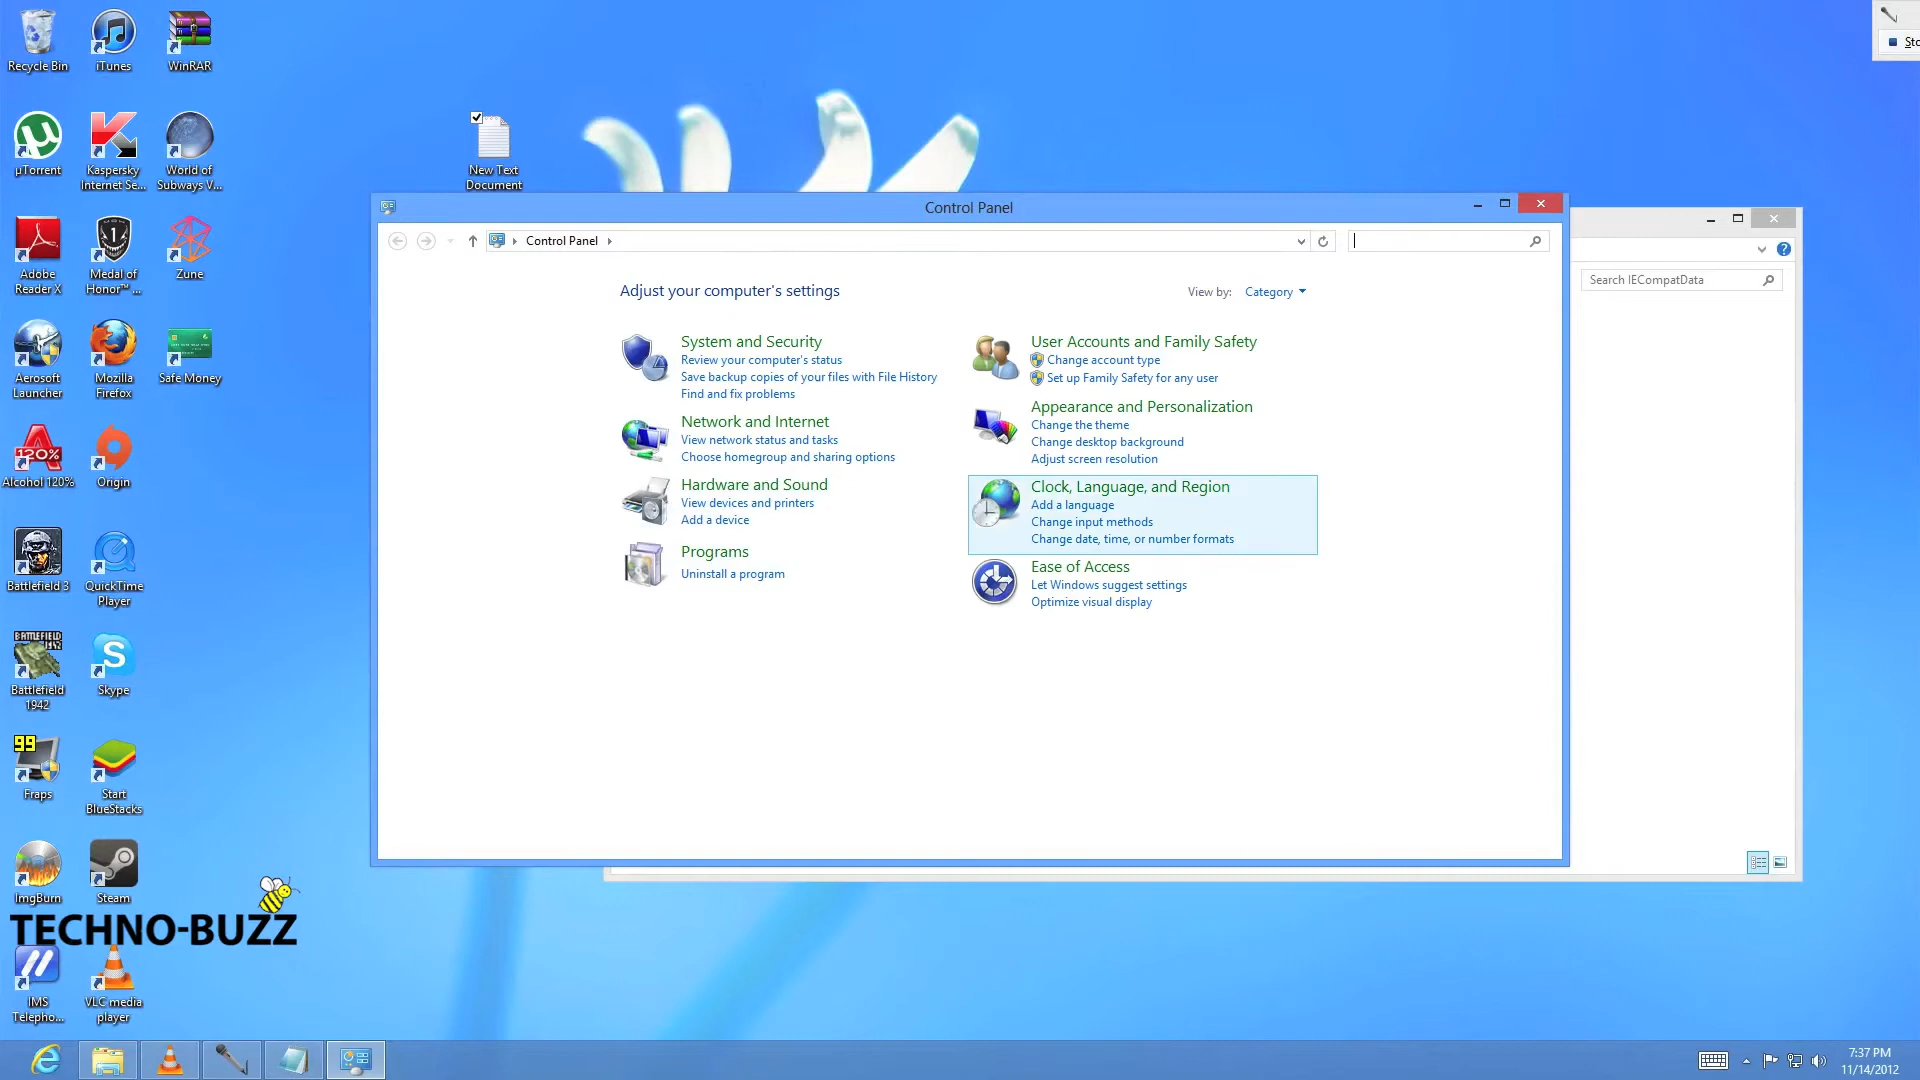 Recycle Bin
iTunes
WinRAR
µTorrent
Kaspersky
Internet Se...
World of
Subways V...
New Text
Document
Adobe
Reader X
Medal of
Honor™ ...
Zune
Aerosoft
Launcher
Mozilla
Firefox
Safe Money
120%
Alcohol 120%
Origin
Battlefield 3
QuickTime
Player
BATTLEFIELD
1942
Battlefield
1942
Skype
99
Fraps
Start
BlueStacks
ImgBurn
Steam
TECHNO-BUZZ
IMS
Telepho...
VLC media
player
Control Panel
Control Panel
Adjust your computer's settings
View by: Category
System and Security
Review your computer's status
Save backup copies of your files with File History
Find and fix problems
Network and Internet
View network status and tasks
Choose homegroup and sharing options
Hardware and Sound
View devices and printers
Add a device
Programs
Uninstall a program
User Accounts and Family Safety
Change account type
Set up Family Safety for any user
Appearance and Personalization
Change the theme
Change desktop background
Adjust screen resolution
Clock, Language, and Region
Add a language
Change input methods
Change date, time, or number formats
Ease of Access
Let Windows suggest settings
Optimize visual display
Search IECompatData
7:37 PM
11/14/2012